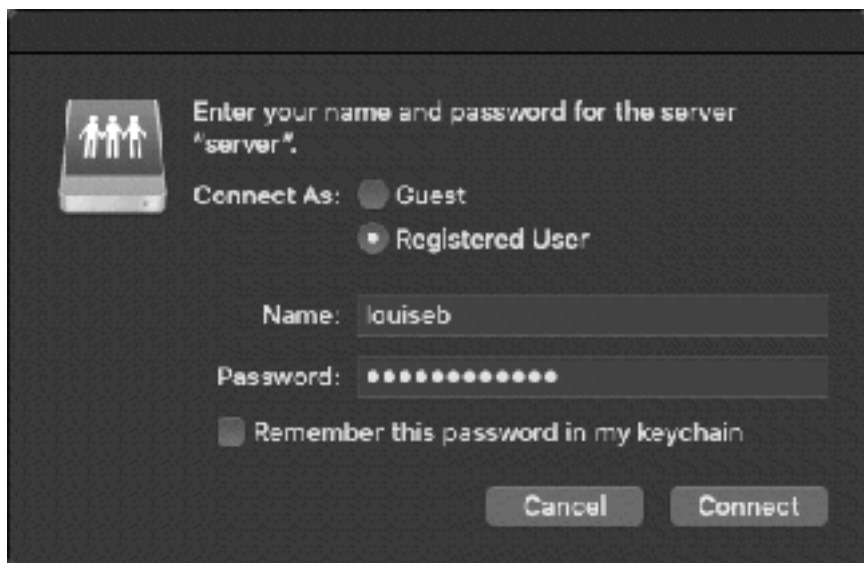 Enter your name and password for the server
"server".
Connect As: Guest
Registered User
Name: louiseb
Password: ●●●●●●●●●●●●
Remember this password in my keychain
Cancel Connect